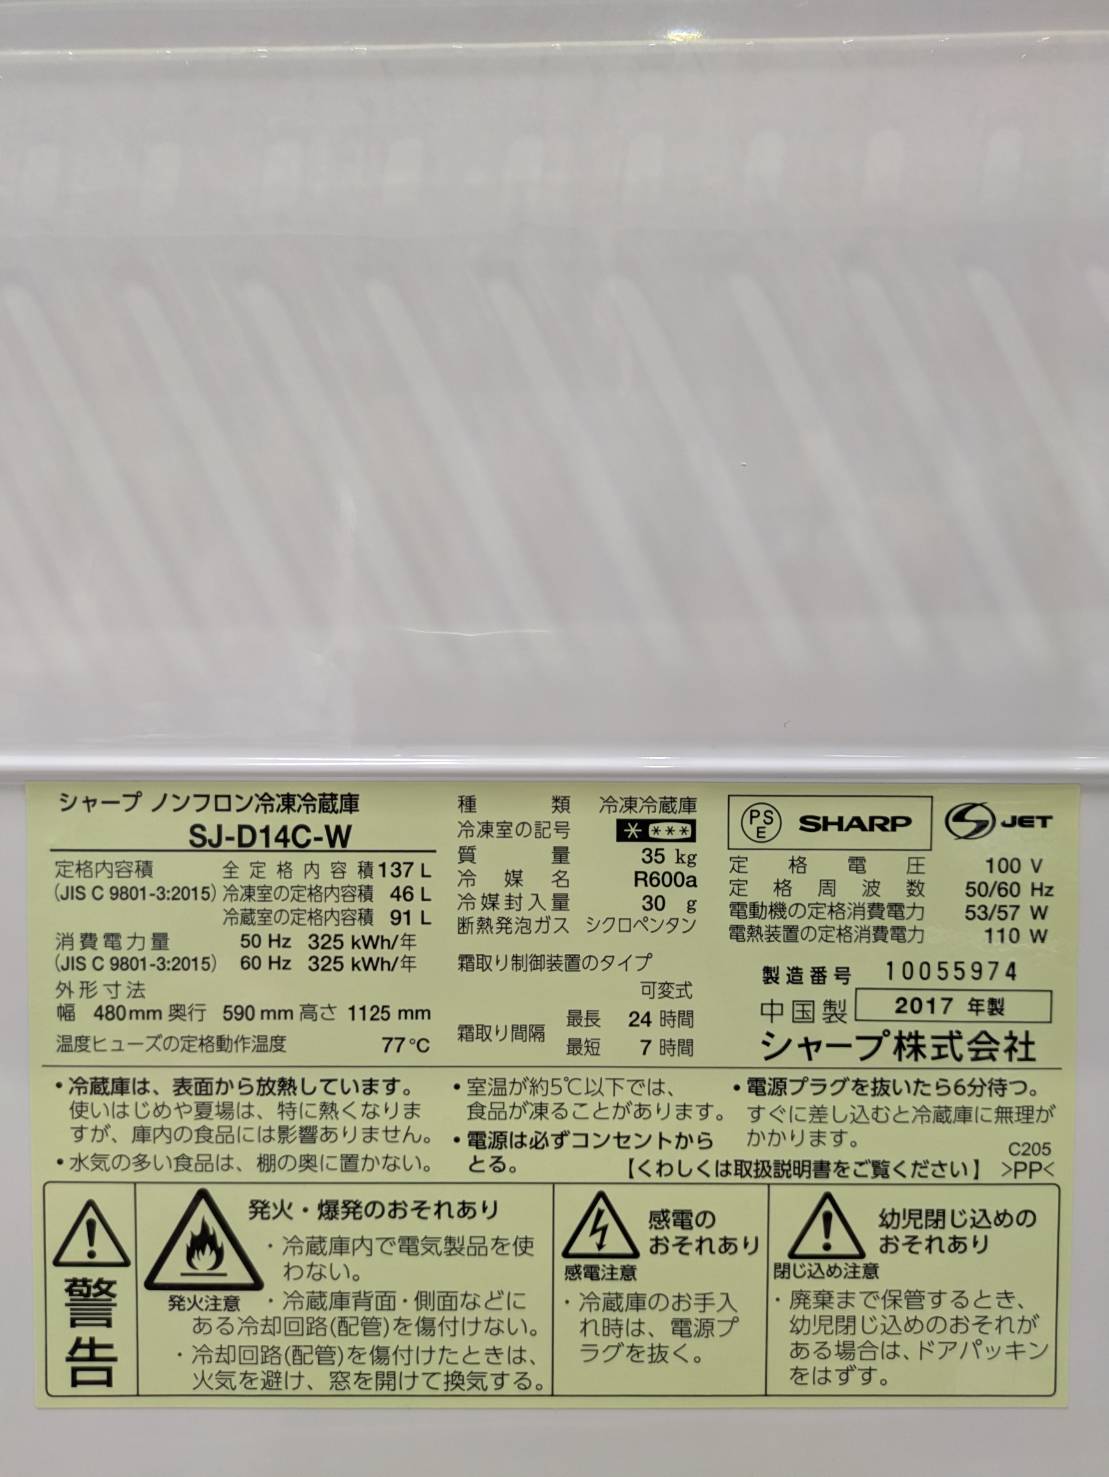 シャープ ノンフロン冷凍冷蔵庫
SJ-D14C-W
定格内容積 全定格内容積 137 L
(JIS C 9801-3:2015) 冷凍室の定格内容積 46 L
冷蔵室の定格内容積 91 L
消費電力量 50 Hz 325 kWh/年
(JIS C 9801-3:2015) 60 Hz 325 kWh/年
外形寸法
幅 480mm 奥行 590mm 高さ 1125 mm
温度ヒューズの定格動作温度 77℃
種類 冷凍冷蔵庫
冷凍室の記号 * ***
質量 35 kg
冷媒名 R600a
冷媒封入量 30 g
断熱発泡ガス シクロペンタン
霜取り制御装置のタイプ
可変式
霜取り間隔 最長 24 時間
最短 7 時間
PS E SHARP S JET
定格電圧 100 V
定格周波数 50/60 Hz
電動機の定格消費電力 53/57 W
電熱装置の定格消費電力 110 W
製造番号 10055974
中国製 2017 年製
シャープ株式会社
・冷蔵庫は、表面から放熱しています。
使いはじめや夏場は、特に熱くなりま
すが、庫内の食品には影響ありません。
・水気の多い食品は、棚の奥に置かない。
・室温が約5℃以下では、
食品が凍ることがあります。
・電源は必ずコンセントから
とる。
・電源プラグを抜いたら6分待つ。
すぐに差し込むと冷蔵庫に無理が
かかります。
C205
【くわしくは取扱説明書をご覧ください】 >PP<
警告
発火・爆発のおそれあり
発火注意
・冷蔵庫内で電気製品を使
わない。
・冷蔵庫背面・側面などに
ある冷却回路(配管)を傷付けない。
・冷却回路(配管)を傷付けたときは、
火気を避け、窓を開けて換気する。
感電の
おそれあり
感電注意
・冷蔵庫のお手入
れ時は、電源プ
ラグを抜く。
幼児閉じ込めの
おそれあり
閉じ込め注意
・廃棄まで保管するとき、
幼児閉じ込めのおそれが
ある場合は、ドアパッキン
をはずす。